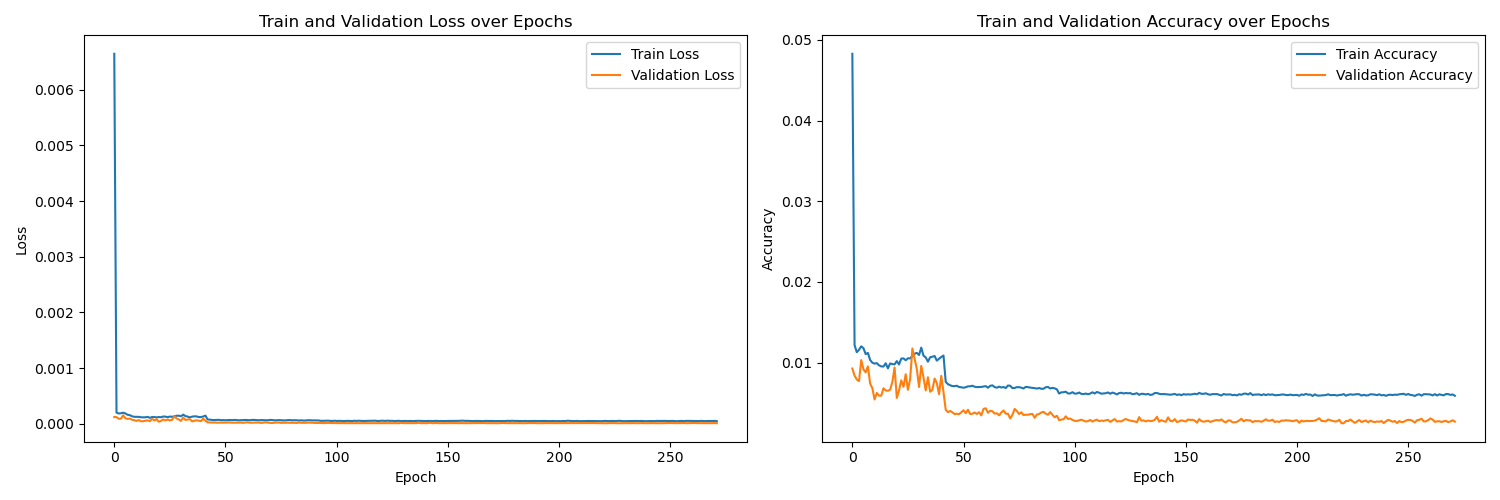 Train and Validation Loss over Epochs
Train Loss
Validation Loss
0.006
0.005
0.004
0.003
0.002
0.001
0.000
Loss
0
50
100
150
200
250
Epoch
Train and Validation Accuracy over Epochs
Train Accuracy
Validation Accuracy
0.05
0.04
0.03
0.02
0.01
Accuracy
0
50
100
150
200
250
Epoch